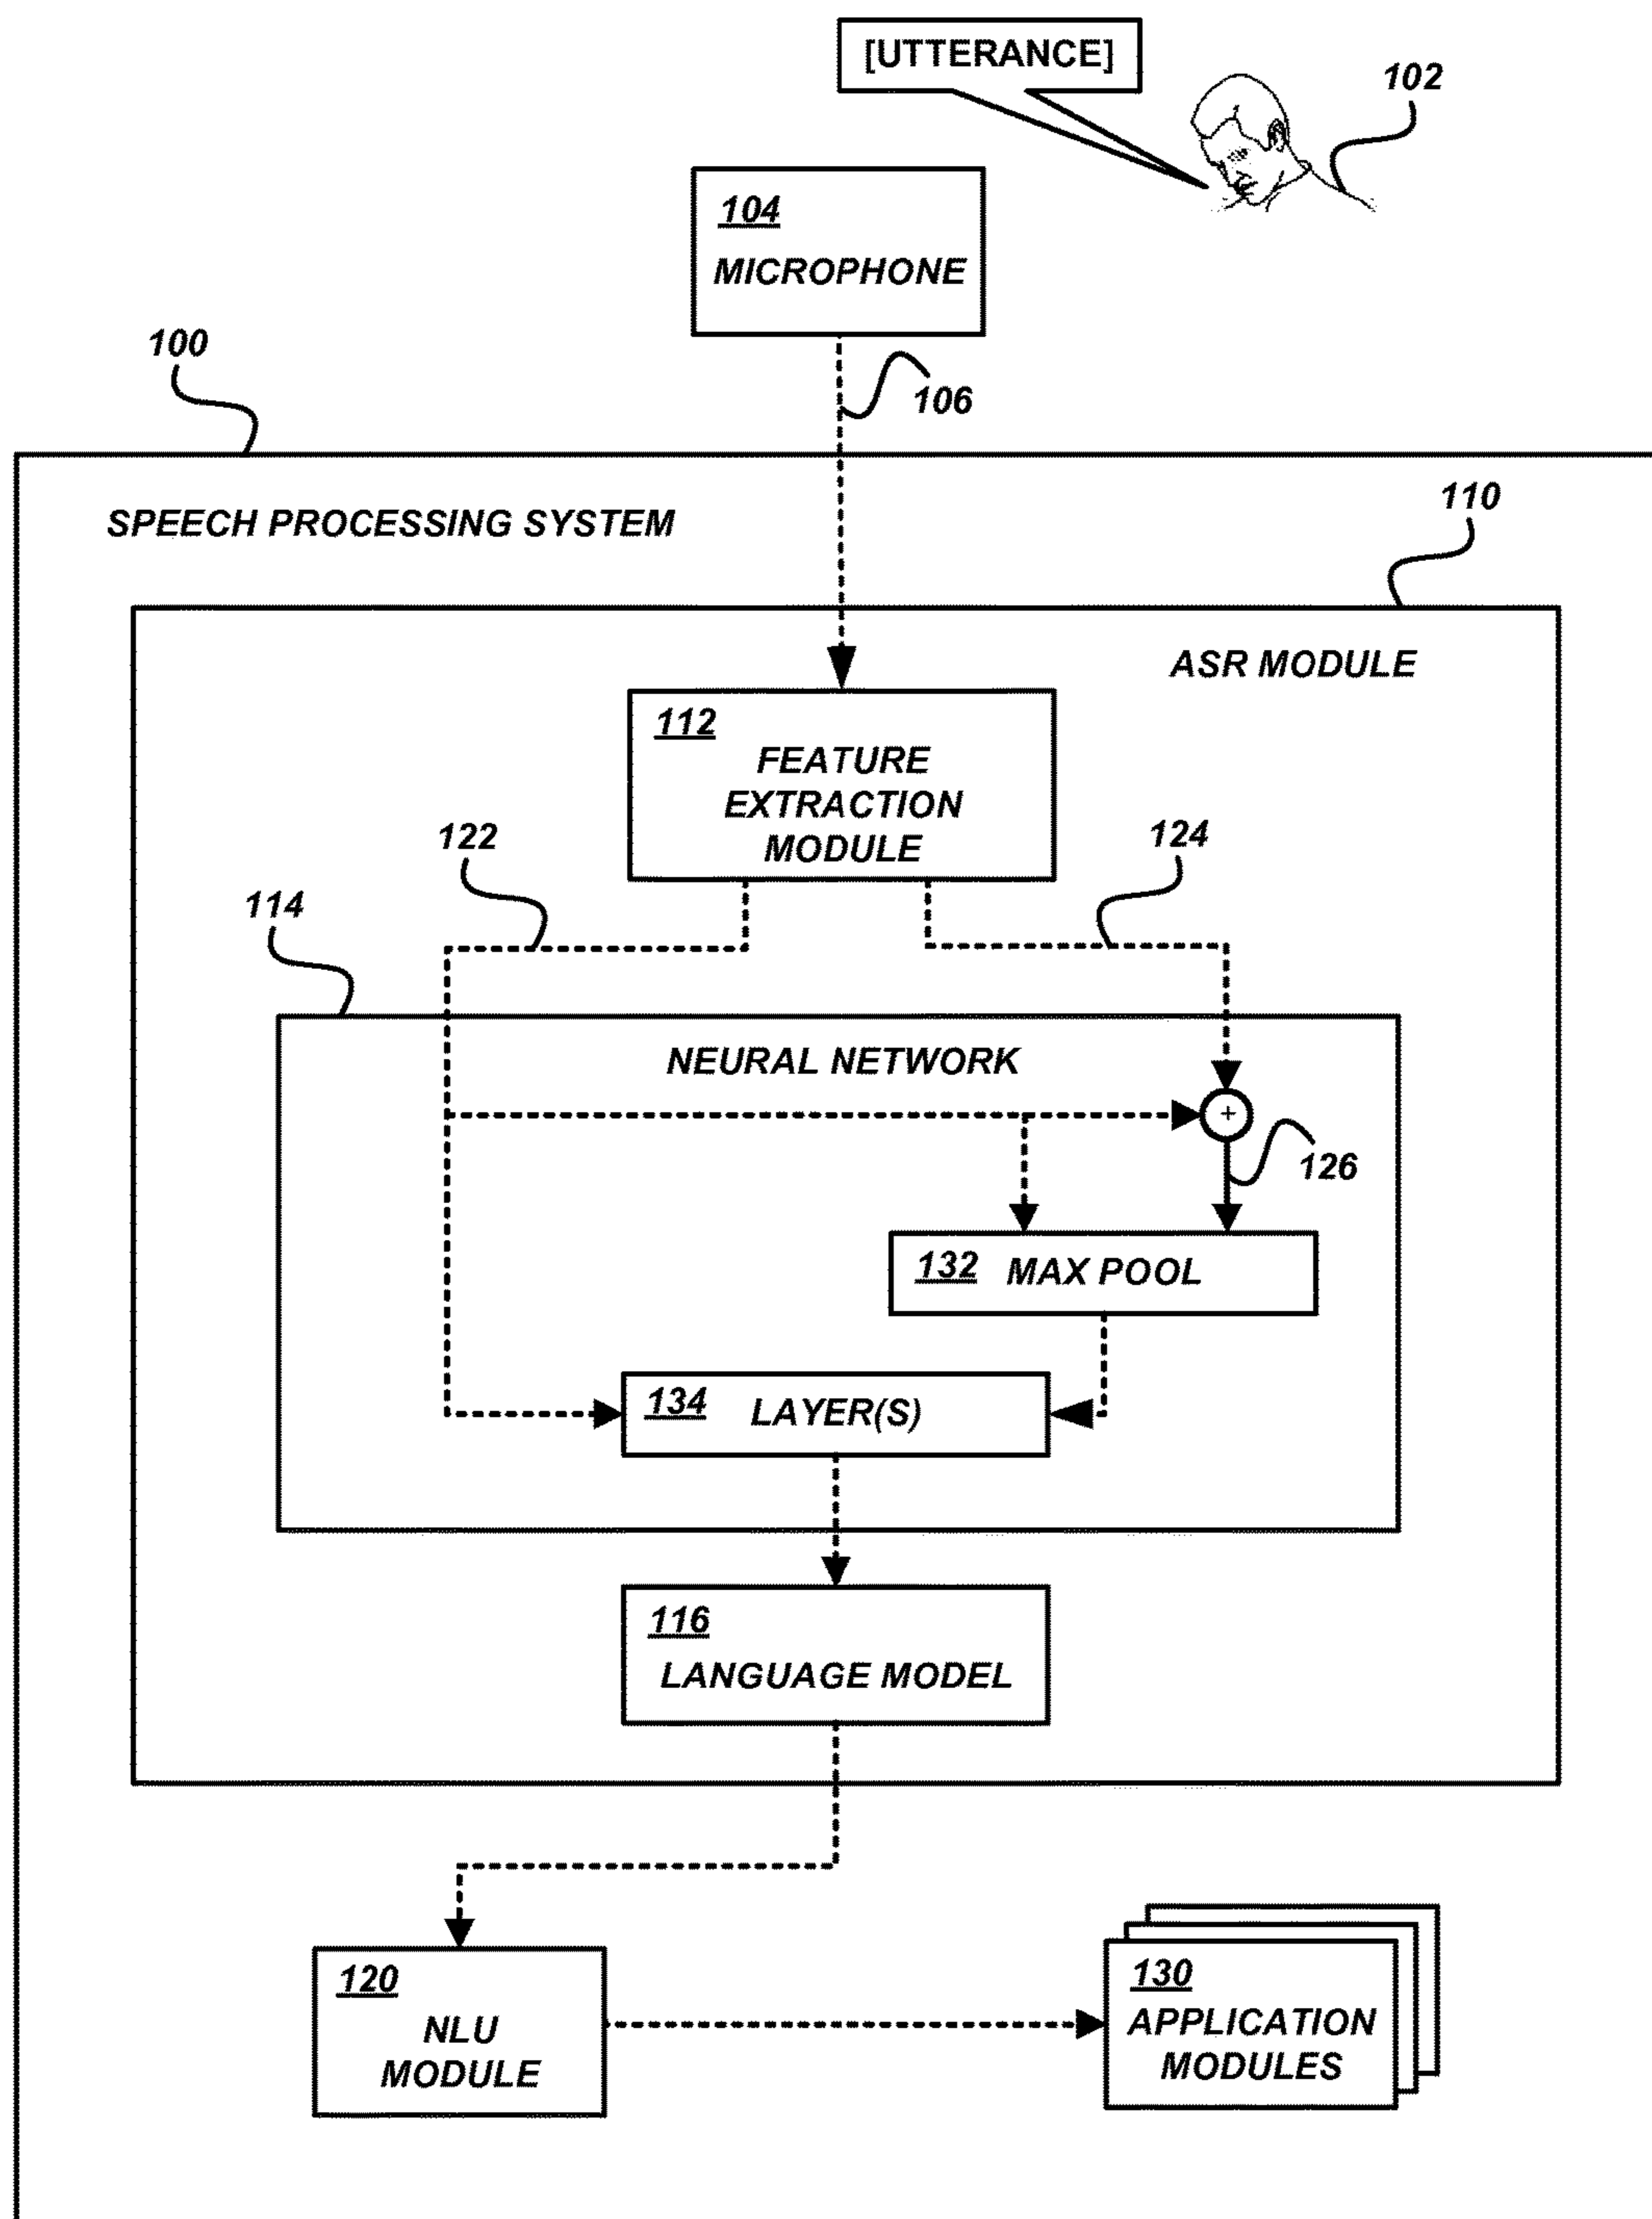 [UTTERANCE]
102
104
MICROPHONE
100
106
SPEECH PROCESSING SYSTEM
110
ASR MODULE
112
FEATURE
EXTRACTION
MODULE
122
124
114
NEURAL NETWORK
+
126
132 MAX POOL
134 LAYER(S)
116
LANGUAGE MODEL
120
NLU
MODULE
130
APPLICATION
MODULES